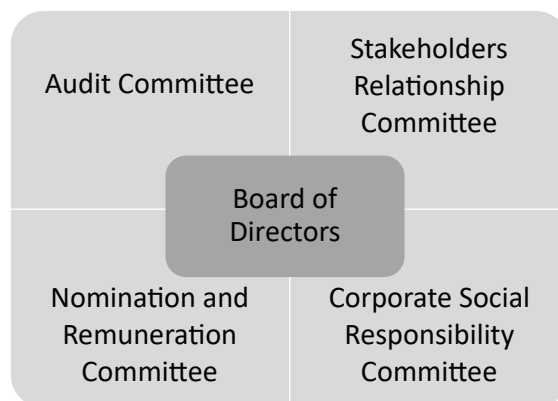 Audit Committee
Stakeholders
Relationship
Committee
Board of
Directors
Nomination and
Remuneration
Committee
Corporate Social
Responsibility
Committee